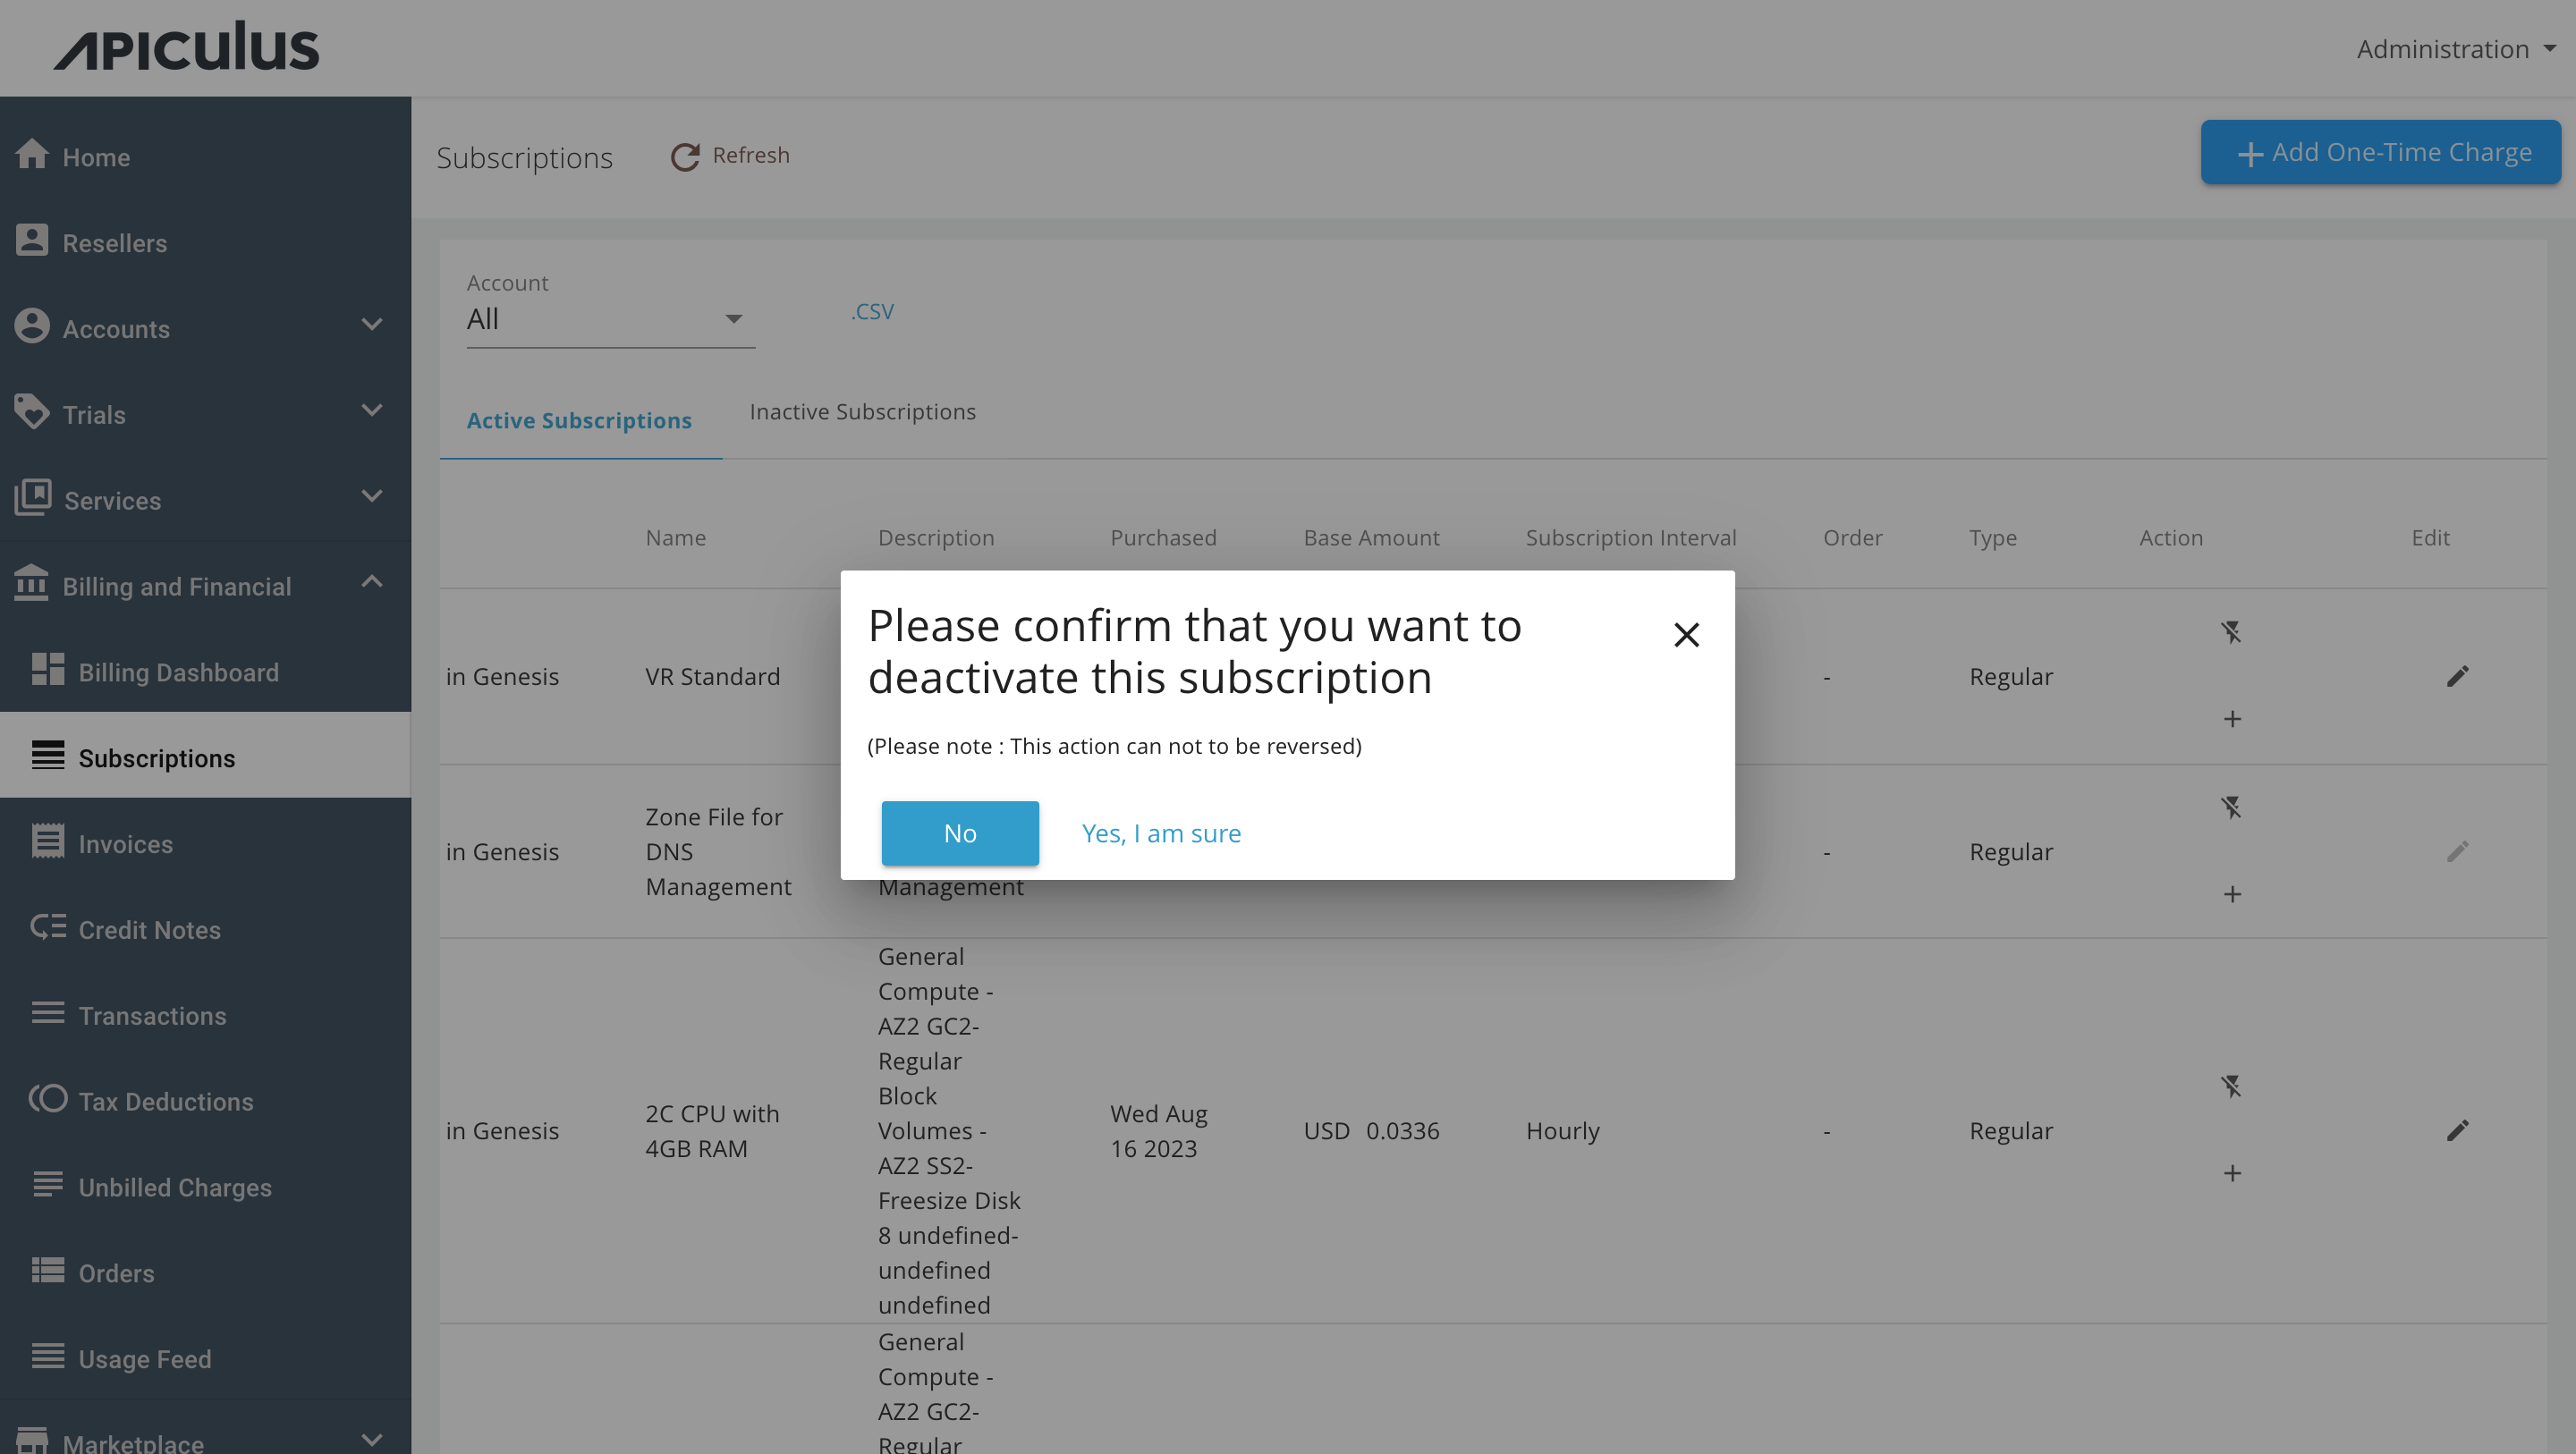 APICULUS
Administration
Home
Resellers
Accounts
Trials
Services
Billing and Financial
Billing Dashboard
Subscriptions
Invoices
Credit Notes
Transactions
Tax Deductions
Unbilled Charges
Orders
Usage Feed
Marketplace
Subscriptions
Refresh
Add One-Time Charge
Account
All
.CSV
Active Subscriptions
Inactive Subscriptions
Name Description Purchased Base Amount Subscription Interval Order Type Action Edit
in Genesis
VR Standard
-
Regular
Please confirm that you want to
deactivate this subscription
(Please note : This action can not to be reversed)
No
Yes, I am sure
in Genesis
Zone File for
DNS
Management
Management
-
Regular
in Genesis
2C CPU with
4GB RAM
General
Compute -
AZ2 GC2-
Regular
Block
Volumes -
AZ2 SS2-
Freesize Disk
8 undefined-
undefined
undefined
Wed Aug
16 2023
USD 0.0336
Hourly
-
Regular
General
Compute -
AZ2 GC2-
Regular